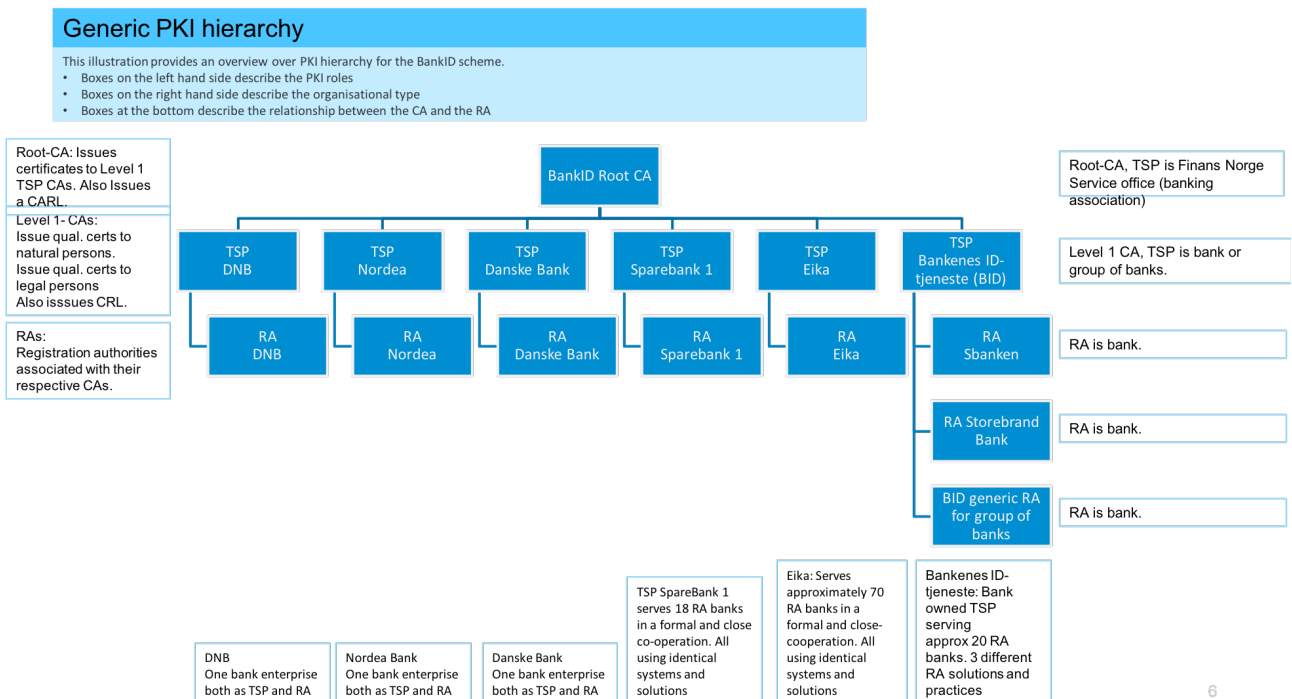 Generic PKI hierarchy
This illustration provides an overview over PKI hierarchy for the BankID scheme.
• Boxes on the left hand side describe the PKI roles
• Boxes on the right hand side describe the organisational type
• Boxes at the bottom describe the relationship between the CA and the RA
Root-CA: Issues
certificates to Level 1
TSP CAs. Also Issues
a CARL.
BankID Root CA
Root-CA, TSP is Finans Norge
Service office (banking
association)
Level 1- CAs:
Issue qual. certs to
natural persons.
Issue qual. certs to
legal persons
Also isssues CRL.
TSP
DNB
TSP
Nordea
TSP
Danske Bank
TSP
Sparebank 1
TSP
Eika
TSP
Bankenes ID-
tjeneste (BID)
Level 1 CA, TSP is bank or
group of banks.
RAs:
Registration authorities
associated with their
respective CAs.
RA
DNB
RA
Nordea
RA
Danske Bank
RA
Sparebank 1
RA
Eika
RA
Sbanken
RA is bank.
RA Storebrand
Bank
RA is bank.
BID generic RA
for group of
banks
RA is bank.
DNB
One bank enterprise
both as TSP and RA
Nordea Bank
One bank enterprise
both as TSP and RA
Danske Bank
One bank enterprise
both as TSP and RA
TSP SpareBank 1
serves 18 RA banks
in a formal and close
co-operation. All
using identical
systems and
solutions
Eika: Serves
approximately 70
RA banks in a
formal and close-
cooperation. All
using identical
systems and
solutions
Bankenes ID-
tjeneste: Bank
owned TSP
serving
approx 20 RA
banks. 3 different
RA solutions and
practices
6